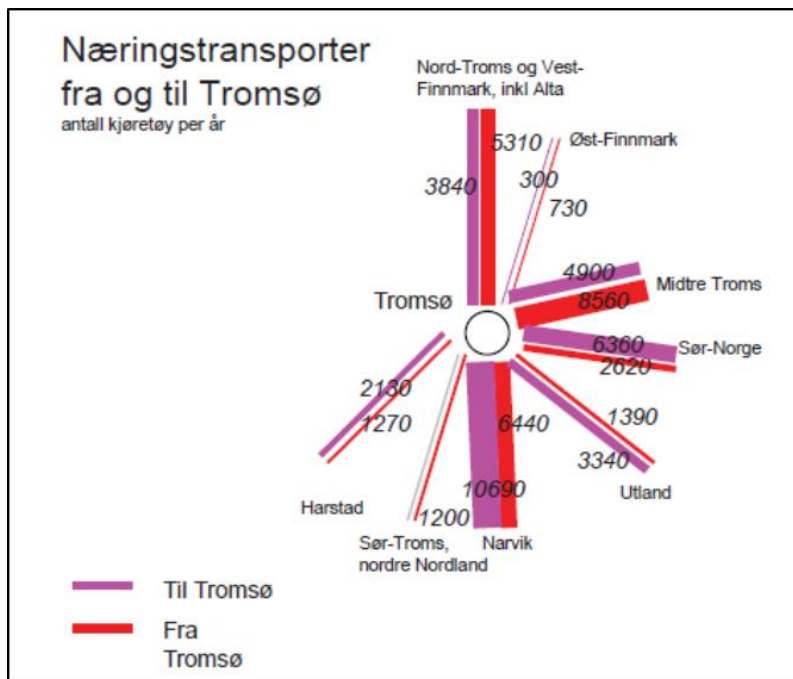 Næringstransporter
fra og til Tromsø
antall kjøretøy per år
Nord-Troms og Vest-
Finnmark, inkl Alta
5310
Øst-Finnmark
3840
300
730
4900
Midtre Troms
8560
Tromsø
6360
Sør-Norge
2620
2130
1270
6440
1390
3340
Utland
10690
1200
Harstad
Sør-Troms,
nordre Nordland
Narvik
Til Tromsø
Fra
Tromsø